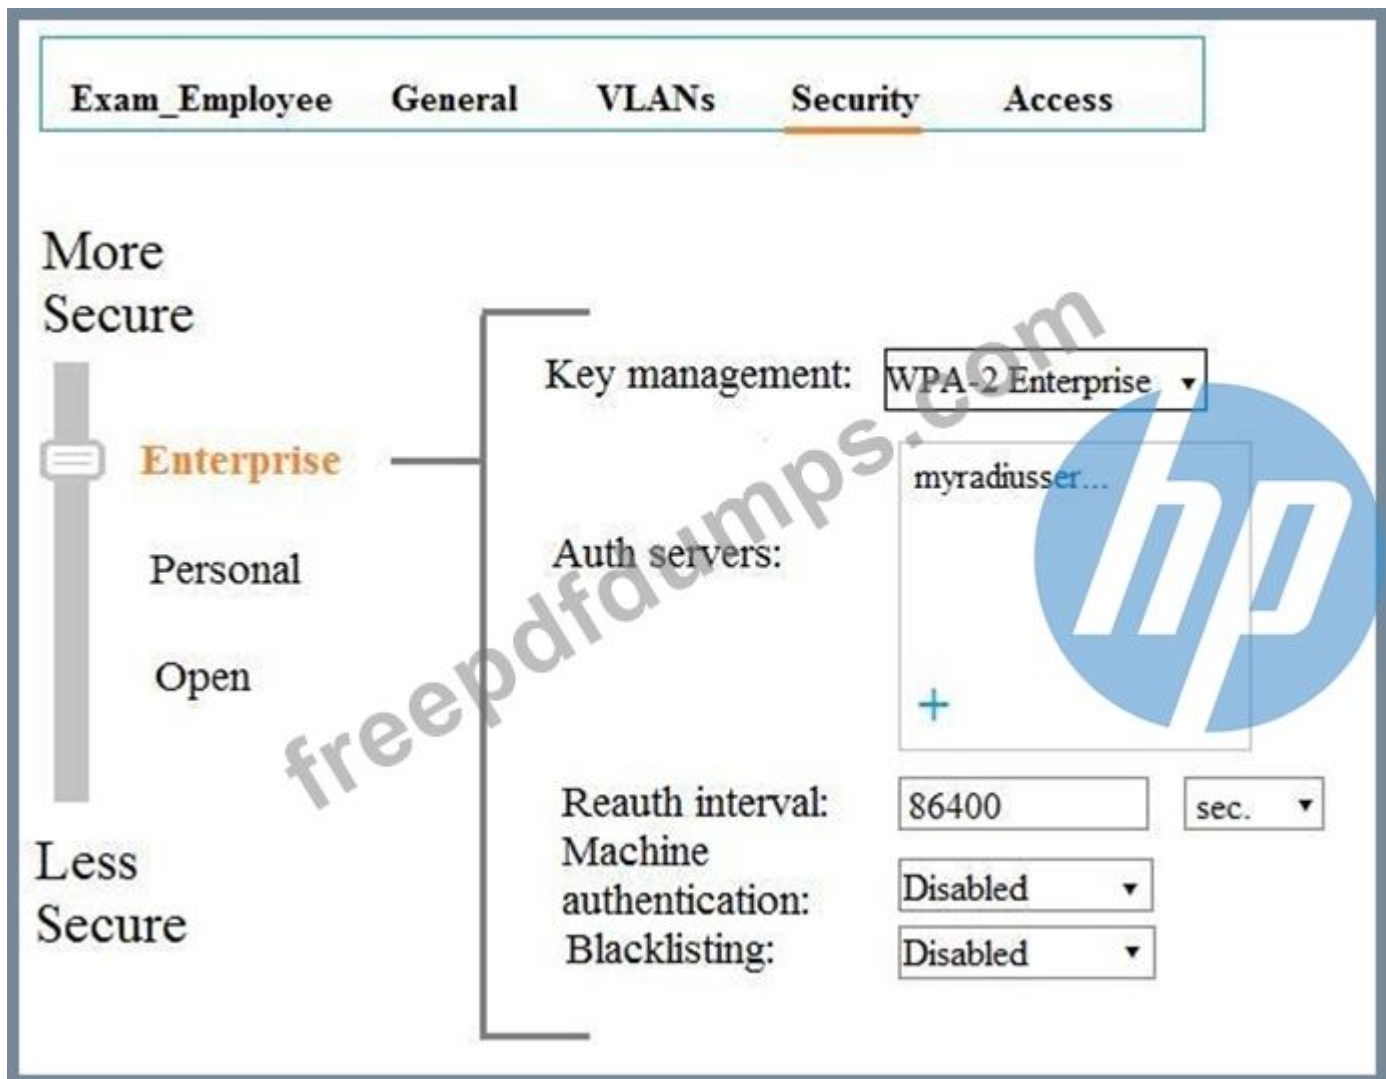 Exam_Employee General VLANs Security Access
More
Secure
Enterprise
Personal
Open
Less
Secure
Key management: WPA-2 Enterprise
myradiusser...
Auth servers:
+
Reauth interval: 86400 sec.
Machine
authentication: Disabled
Blacklisting: Disabled
freepdfdumps.com
hp